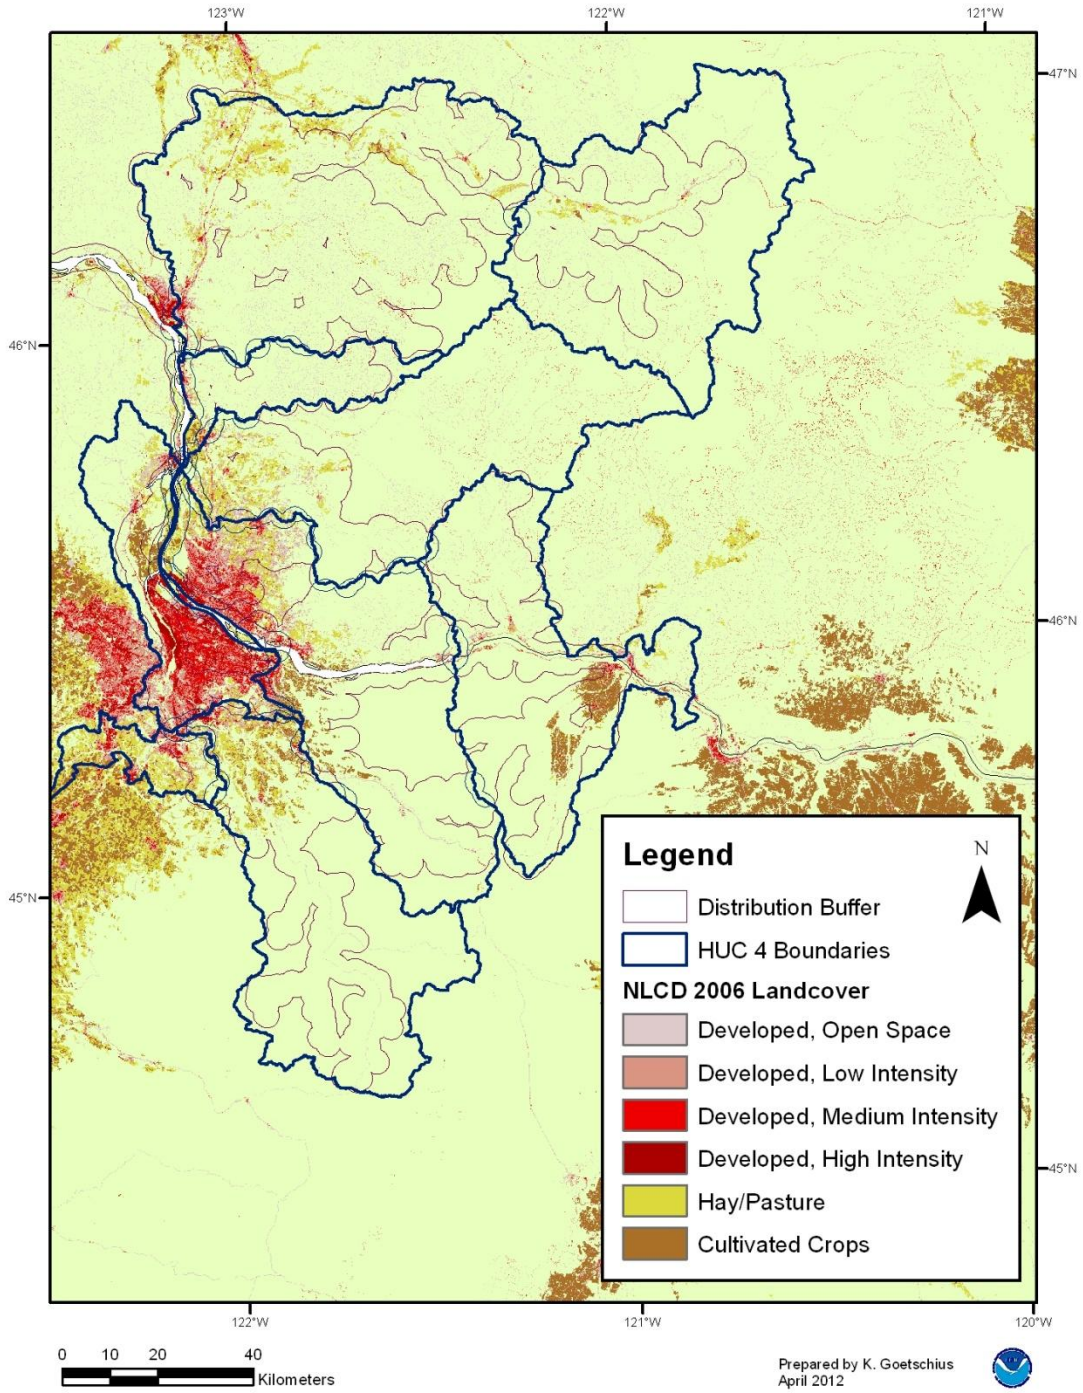 123°W 122°W 121°W
47°N
46°N
46°N
45°N
45°N
Legend
N
Distribution Buffer
HUC 4 Boundaries
NLCD 2006 Landcover
Developed, Open Space
Developed, Low Intensity
Developed, Medium Intensity
Developed, High Intensity
Hay/Pasture
Cultivated Crops
122°W 121°W 120°W
0 10 20 40
Kilometers
Prepared by K. Goetschius
April 2012